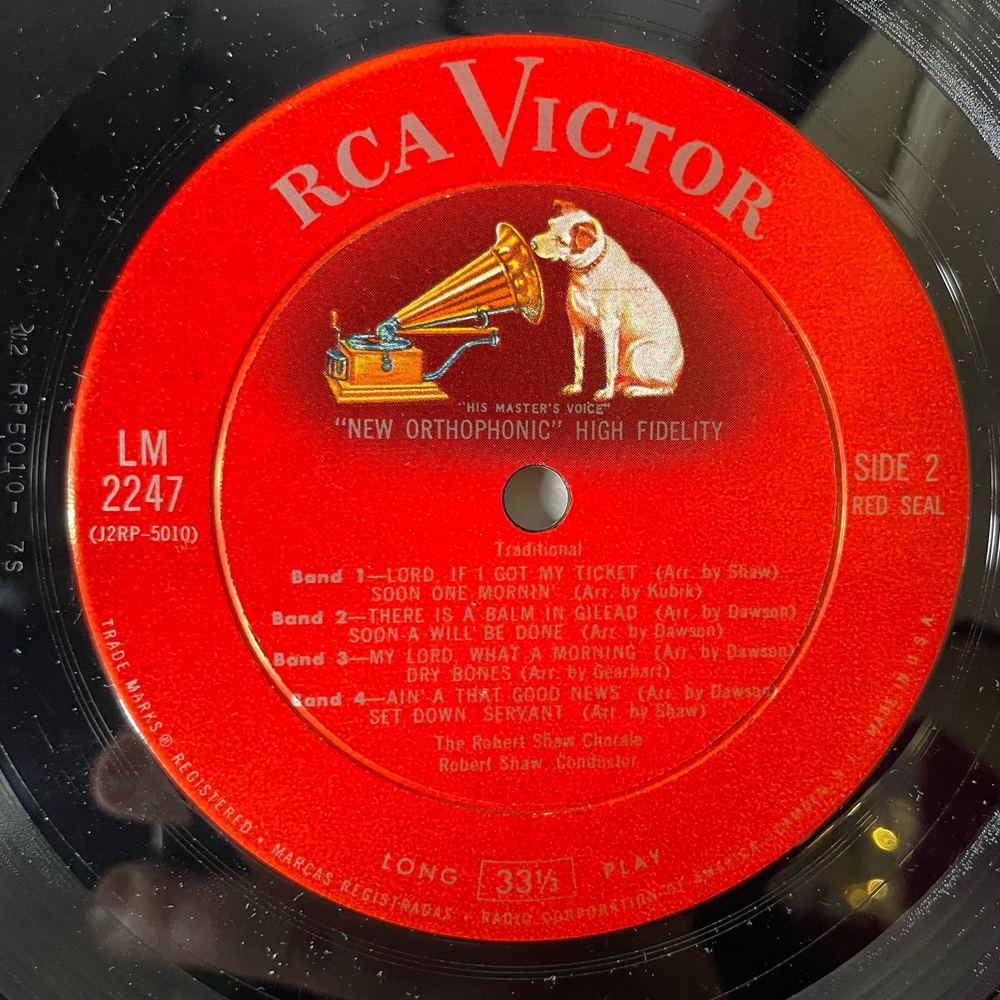 RCA VICTOR
"HIS MASTER'S VOICE"
"NEW ORTHOPHONIC" HIGH FIDELITY
LM
2247
(J2RP-5010)
SIDE 2
RED SEAL
Traditional
Band 1—LORD, IF I GOT MY TICKET (Arr. by Shaw)
SOON ONE MORNIN' (Arr. by Kubik)
Band 2—THERE IS A BALM IN GILEAD (Arr. by Dawson)
SOON-A WILL BE DONE (Arr. by Dawson)
Band 3—MY LORD, WHAT A MORNING (Arr. by Dawson)
DRY BONES (Arr. by Gearhart)
Band 4—AIN'-A THAT GOOD NEWS (Arr. by Dawson)
SET DOWN, SERVANT (Arr. by Shaw)
The Robert Shaw Chorale
Robert Shaw, Conductor
LONG 33⅓ PLAY
TRADE MARKS ® REGISTERED • MARCAS REGISTRADAS • RADIO CORPORATION OF AMERICA, CAMDEN, N. J. MADE IN U.S.A.
RP5010- 7S